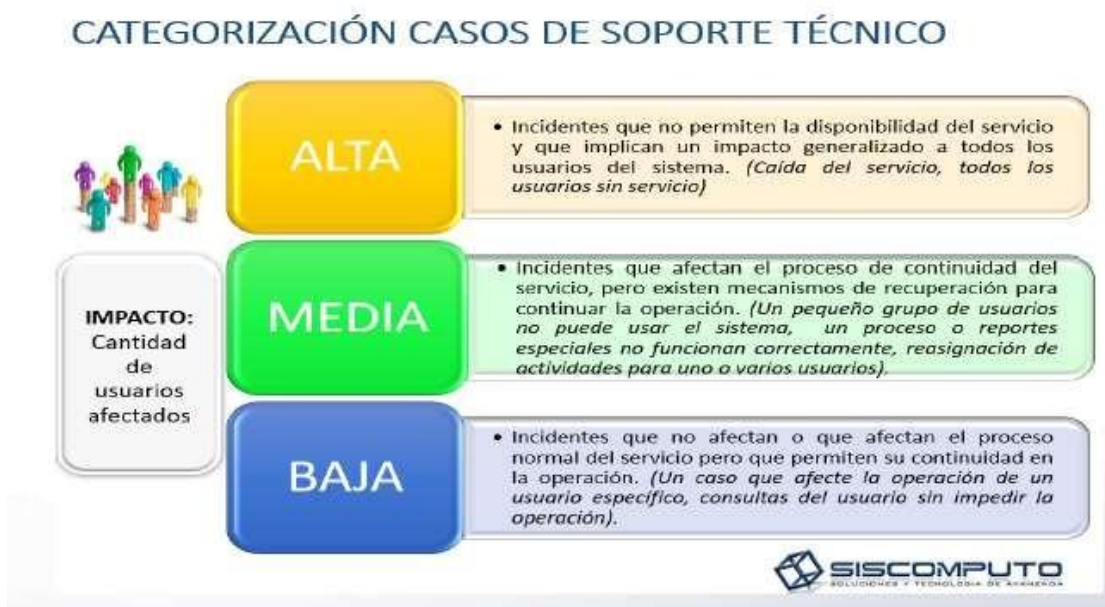 CATEGORIZACIÓN CASOS DE SOPORTE TÉCNICO
ALTA
• Incidentes que no permiten la disponibilidad del servicio
y que implican un impacto generalizado a todos los
usuarios del sistema. (Caída del servicio, todos los
usuarios sin servicio)
IMPACTO:
Cantidad
de
usuarios
afectados
MEDIA
• Incidentes que afectan el proceso de continuidad del
servicio, pero existen mecanismos de recuperación para
continuar la operación. (Un pequeño grupo de usuarios
no puede usar el sistema, un proceso o reportes
especiales no funcionan correctamente, reasignación de
actividades para uno o varios usuarios).
BAJA
• Incidentes que no afectan o que afectan el proceso
normal del servicio pero que permiten su continuidad en
la operación. (Un caso que afecte la operación de un
usuario específico, consultas del usuario sin impedir la
operación).
SISCOMPUTO
SOLUCIONES Y TECNOLOGIA DE AVANZADA